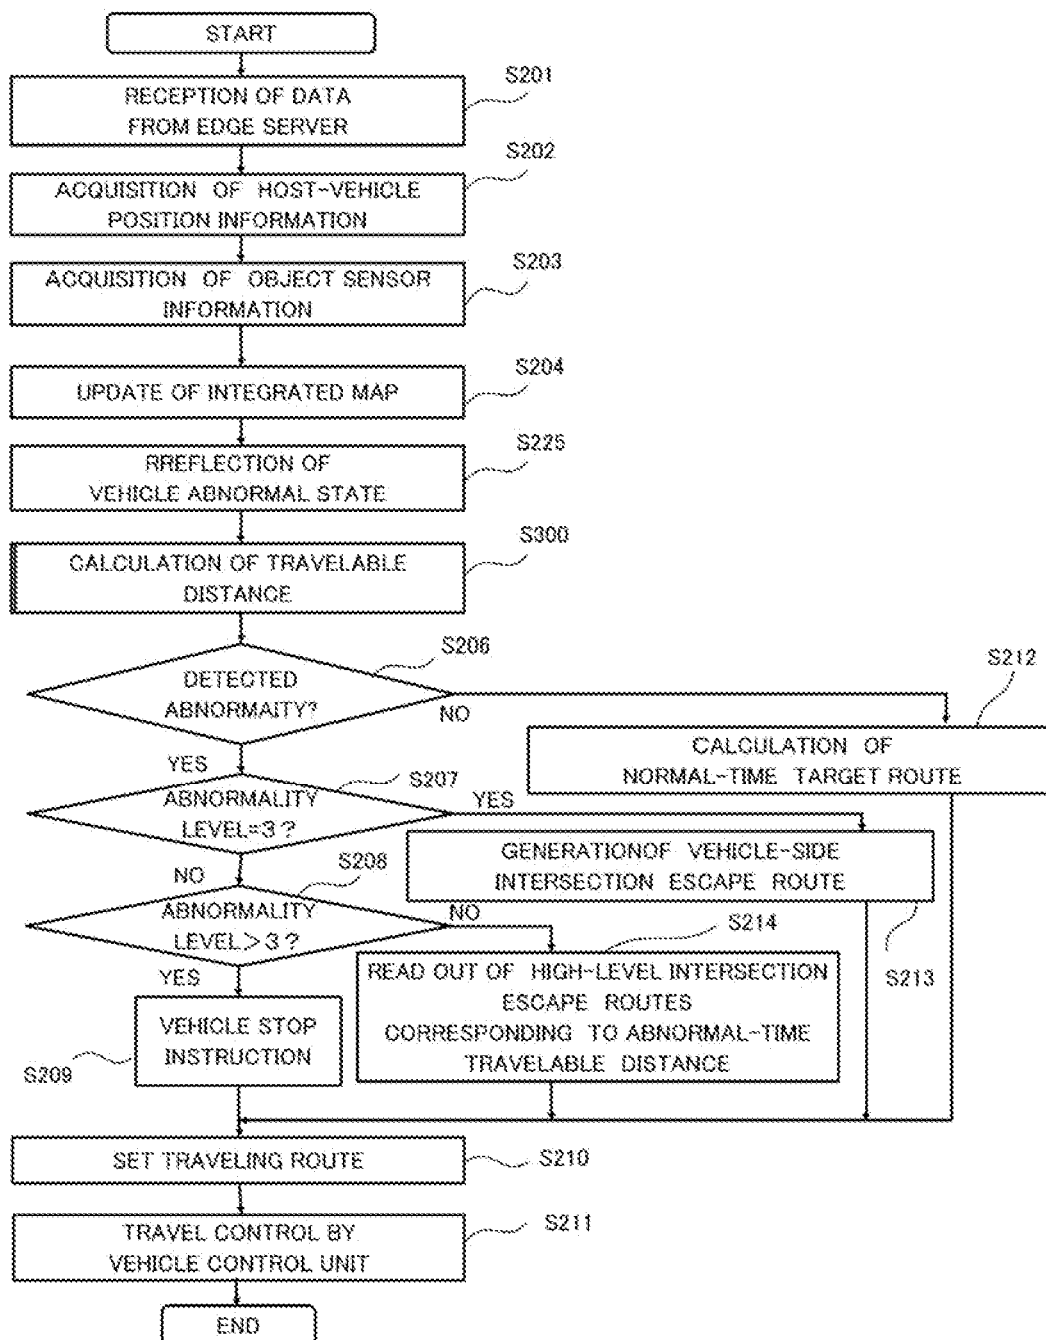 START
S201
RECEPTION OF DATA
FROM EDGE SERVER
S202
ACQUISITION OF HOST-VEHICLE
POSITION INFORMATION
S203
ACQUISITION OF OBJECT SENSOR
INFORMATION
S204
UPDATE OF INTEGRATED MAP
S225
RREFLECTION OF
VEHICLE ABNORMAL STATE
S300
CALCULATION OF TRAVELABLE
DISTANCE
S206
DETECTED
ABNORMAITY?
NO
S212
CALCULATION OF
NORMAL-TIME TARGET ROUTE
YES
S207
ABNORMALITY
LEVEL=3?
YES
GENERATIONOF VEHICLE-SIDE
INTERSECTION ESCAPE ROUTE
S213
NO
S208
ABNORMALITY
LEVEL>3?
NO
S214
READ OUT OF HIGH-LEVEL INTERSECTION
ESCAPE ROUTES
CORRESPONDING TO ABNORMAL-TIME
TRAVELABLE DISTANCE
YES
VEHICLE STOP
INSTRUCTION
S209
SET TRAVELING ROUTE
S210
TRAVEL CONTROL BY
VEHICLE CONTROL UNIT
S211
END